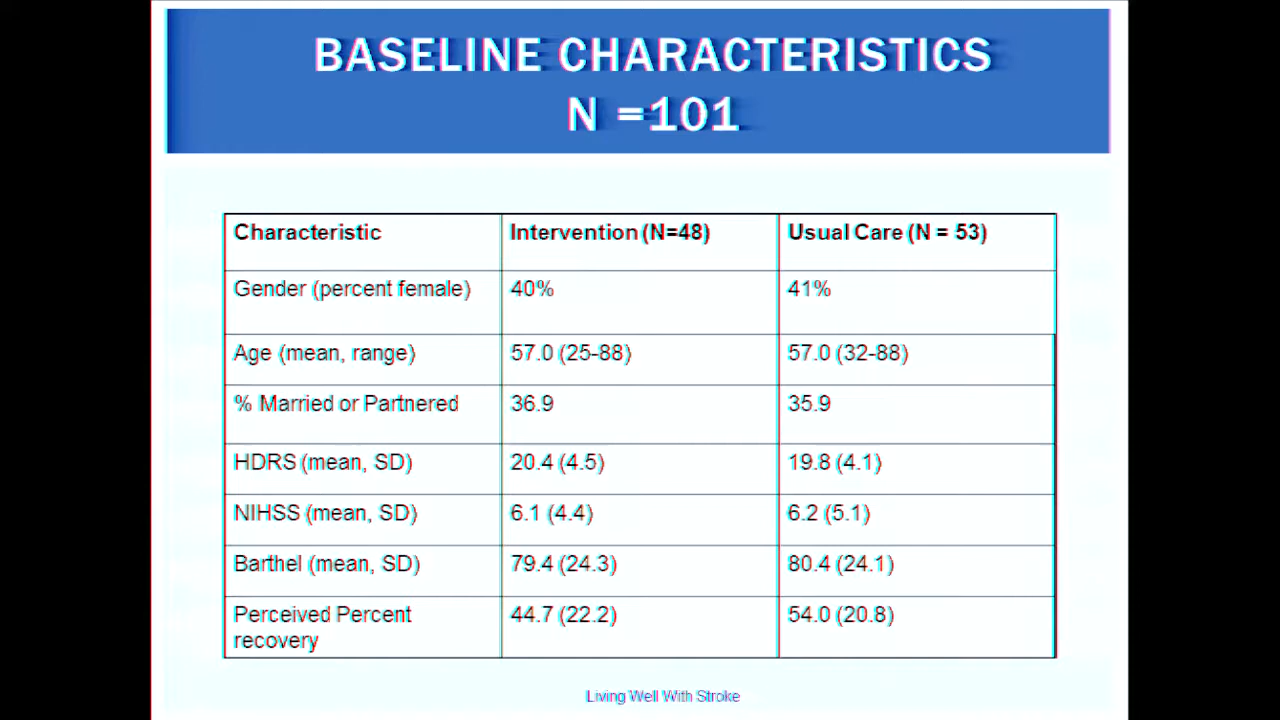 BASELINE CHARACTERISTICS
N =101
Characteristic Intervention (N=48) Usual Care (N = 53)
Gender (percent female) 40% 41%
Age (mean, range) 57.0 (25-88) 57.0 (32-88)
% Married or Partnered 36.9 35.9
HDRS (mean, SD) 20.4 (4.5) 19.8 (4.1)
NIHSS (mean, SD) 6.1 (4.4) 6.2 (5.1)
Barthel (mean, SD) 79.4 (24.3) 80.4 (24.1)
Perceived Percent 44.7 (22.2) 54.0 (20.8)
recovery
Living Well With Stroke